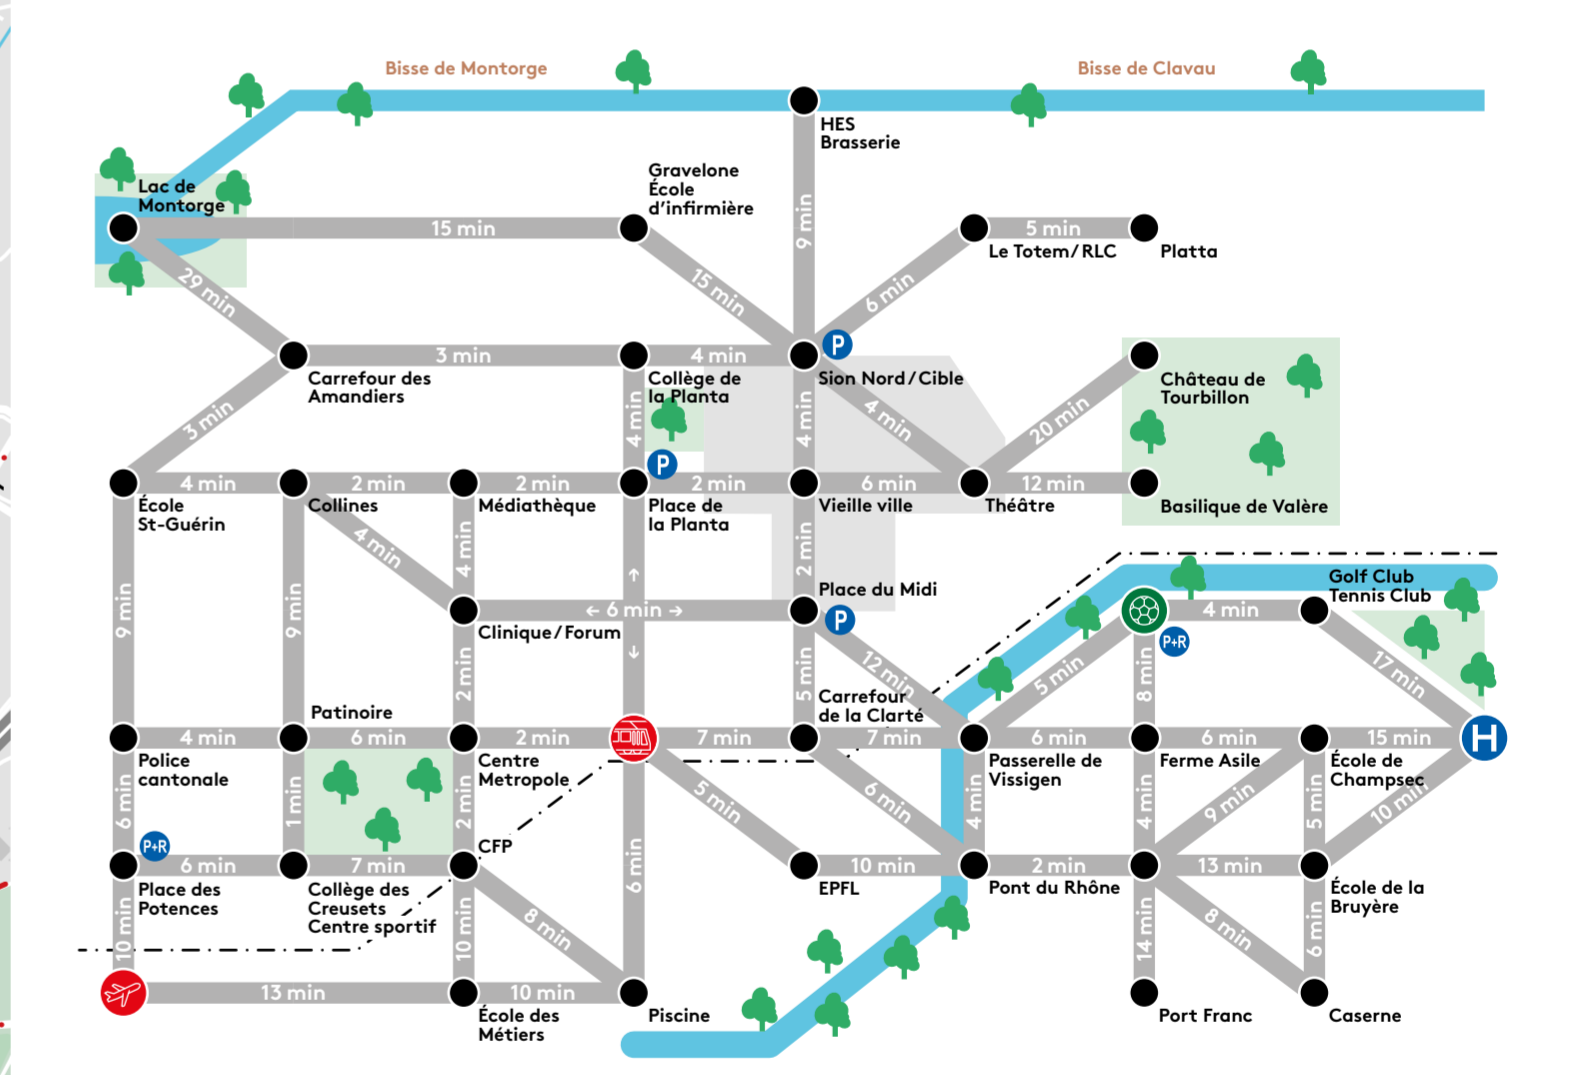 Bisse de Montorge
Bisse de Clavau
HES
Brasserie
Gravelone
École
d'infirmière
Lac de
Montorge
15 min
9 min
5 min
Le Totem/RLC
Platta
29 min
15 min
6 min
P
3 min
4 min
Carrefour des
Amandiers
Collège de
la Planta
Sion Nord/Cible
Château de
Tourbillon
3 min
4 min
4 min
4 min
20 min
P
4 min
2 min
2 min
2 min
6 min
12 min
École
St-Guérin
Collines
Médiathèque
Place de
la Planta
Vieille ville
Théâtre
Basilique de Valère
4 min
4 min
2 min
Golf Club
Tennis Club
Place du Midi
P
9 min
9 min
← 6 min →
4 min
Clinique/Forum
P+R
2 min
5 min
12 min
5 min
8 min
17 min
Carrefour
de la Clarté
Patinoire
4 min
6 min
2 min
7 min
7 min
6 min
6 min
15 min
H
Police
cantonale
Centre
Metropole
Passerelle de
Vissigen
Ferme Asile
École de
Champsec
6 min
1 min
2 min
5 min
6 min
4 min
4 min
9 min
5 min
10 min
P+R
CFP
6 min
7 min
6 min
10 min
2 min
13 min
Place des
Potences
Collège des
Creusets
Centre sportif
EPFL
Pont du Rhône
École de la
Bruyère
10 min
10 min
8 min
14 min
8 min
6 min
13 min
10 min
École des
Métiers
Piscine
Port Franc
Caserne